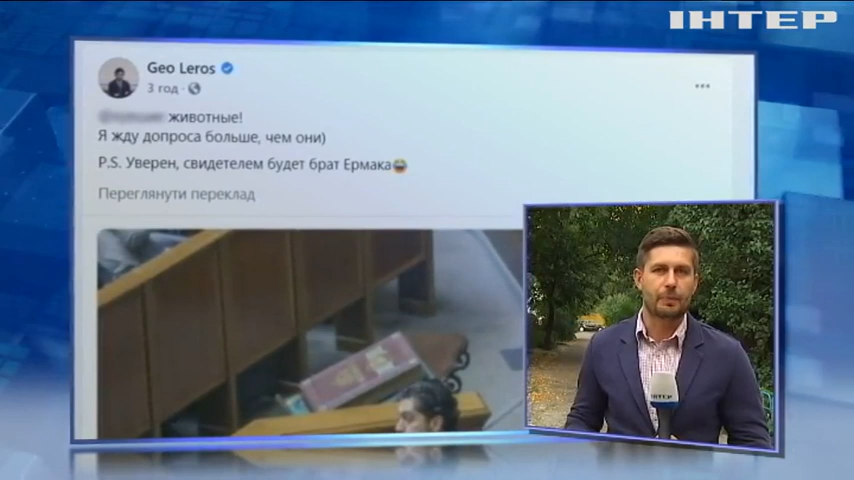 ІНТЕР
Geo Leros
3 год
животные!
Я жду допроса больше, чем они)
P.S. Уверен, свидетелем будет брат Ермака
Переглянути переклад
ІНТЕР